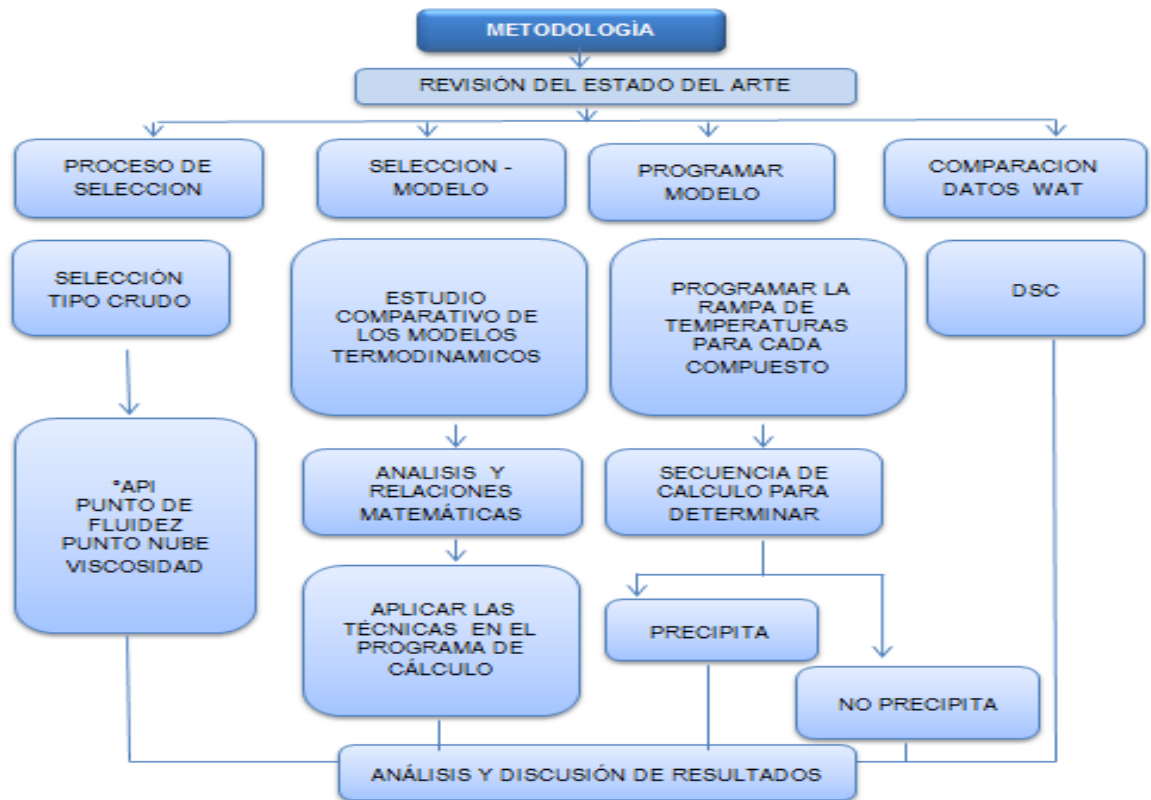 METODOLOGÍA
REVISIÓN DEL ESTADO DEL ARTE
PROCESO DE
SELECCION
SELECCION -
MODELO
PROGRAMAR
MODELO
COMPARACION
DATOS WAT
SELECCIÓN
TIPO CRUDO
ESTUDIO
COMPARATIVO DE
LOS MODELOS
TERMODINAMICOS
PROGRAMAR LA
RAMPA DE
TEMPERATURAS
PARA CADA
COMPUESTO
DSC
°API
PUNTO DE
FLUIDEZ
PUNTO NUBE
VISCOSIDAD
ANALISIS Y
RELACIONES
MATEMÁTICAS
SECUENCIA DE
CALCULO PARA
DETERMINAR
APLICAR LAS
TÉCNICAS EN EL
PROGRAMA DE
CÁLCULO
PRECIPITA
NO PRECIPITA
ANÁLISIS Y DISCUSIÓN DE RESULTADOS